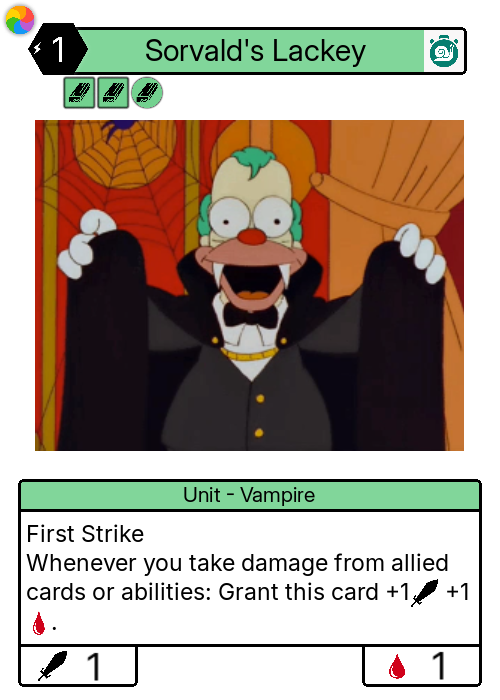 1
Sorvald's Lackey
Unit - Vampire
First Strike
Whenever you take damage from allied
cards or abilities: Grant this card +1 +1
.
1
1